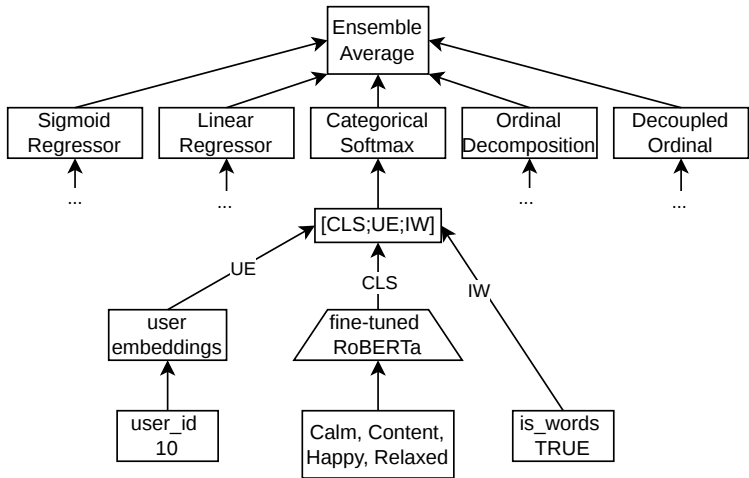 Ensemble
Average
Sigmoid
Regressor
Linear
Regressor
Categorical
Softmax
Ordinal
Decomposition
Decoupled
Ordinal
...
...
...
...
[CLS;UE;IW]
UE
CLS
IW
user
embeddings
fine-tuned
RoBERTa
user_id
10
Calm, Content,
Happy, Relaxed
is_words
TRUE